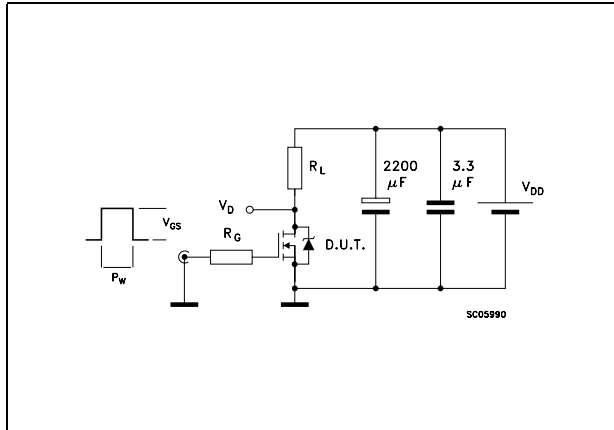 R_L
2200
μF
3.3
μF
V_DD
V_D
V_GS
R_G
D.U.T.
P_W
SC05990